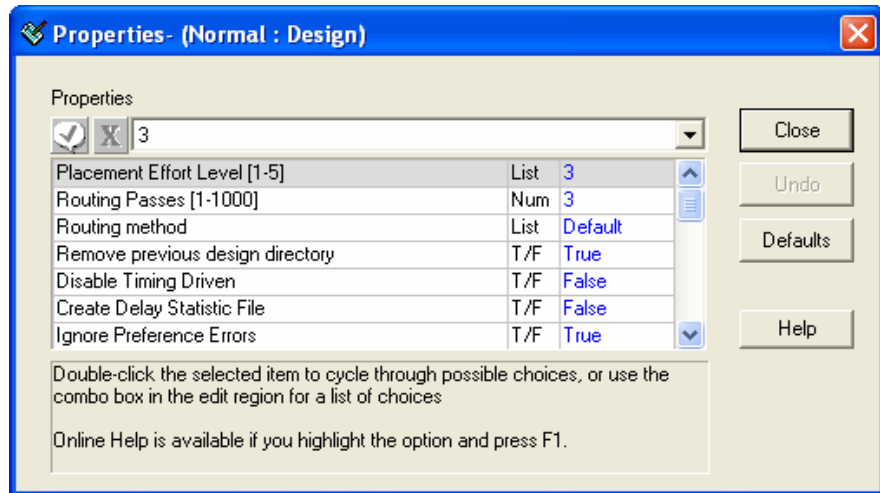 Properties- (Normal : Design)
Properties
X 3
Close
Placement Effort Level [1-5] List 3
Undo
Routing Passes [1-1000] Num 3
Routing method List Default
Defaults
Remove previous design directory T/F True
Disable Timing Driven T/F False
Create Delay Statistic File T/F False
Ignore Preference Errors T/F True
Help
Double-click the selected item to cycle through possible choices, or use the
combo box in the edit region for a list of choices
Online Help is available if you highlight the option and press F1.